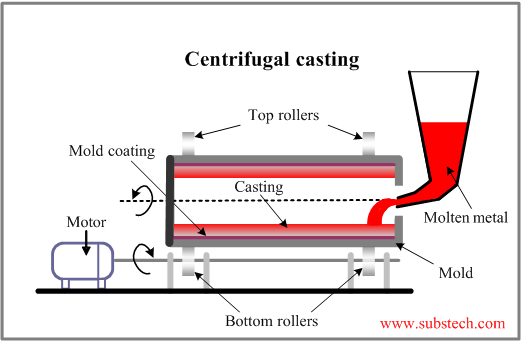 Centrifugal casting
Top rollers
Mold coating
Casting
Molten metal
Motor
Mold
Bottom rollers
www.substech.com